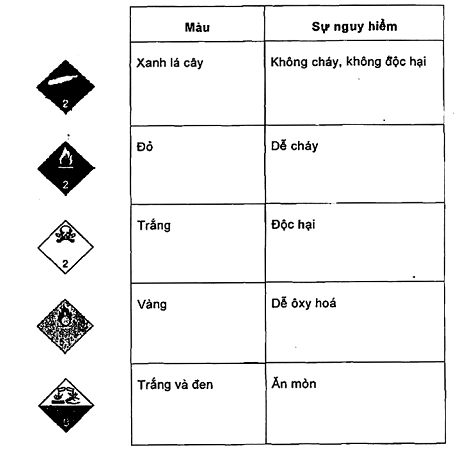 Màu Sự nguy hiểm
2 Xanh lá cây Không cháy, không độc hại
2 Đỏ Dễ cháy
2 Trắng Độc hại
Vàng Dễ ôxy hoá
Trắng và đen Ăn mòn